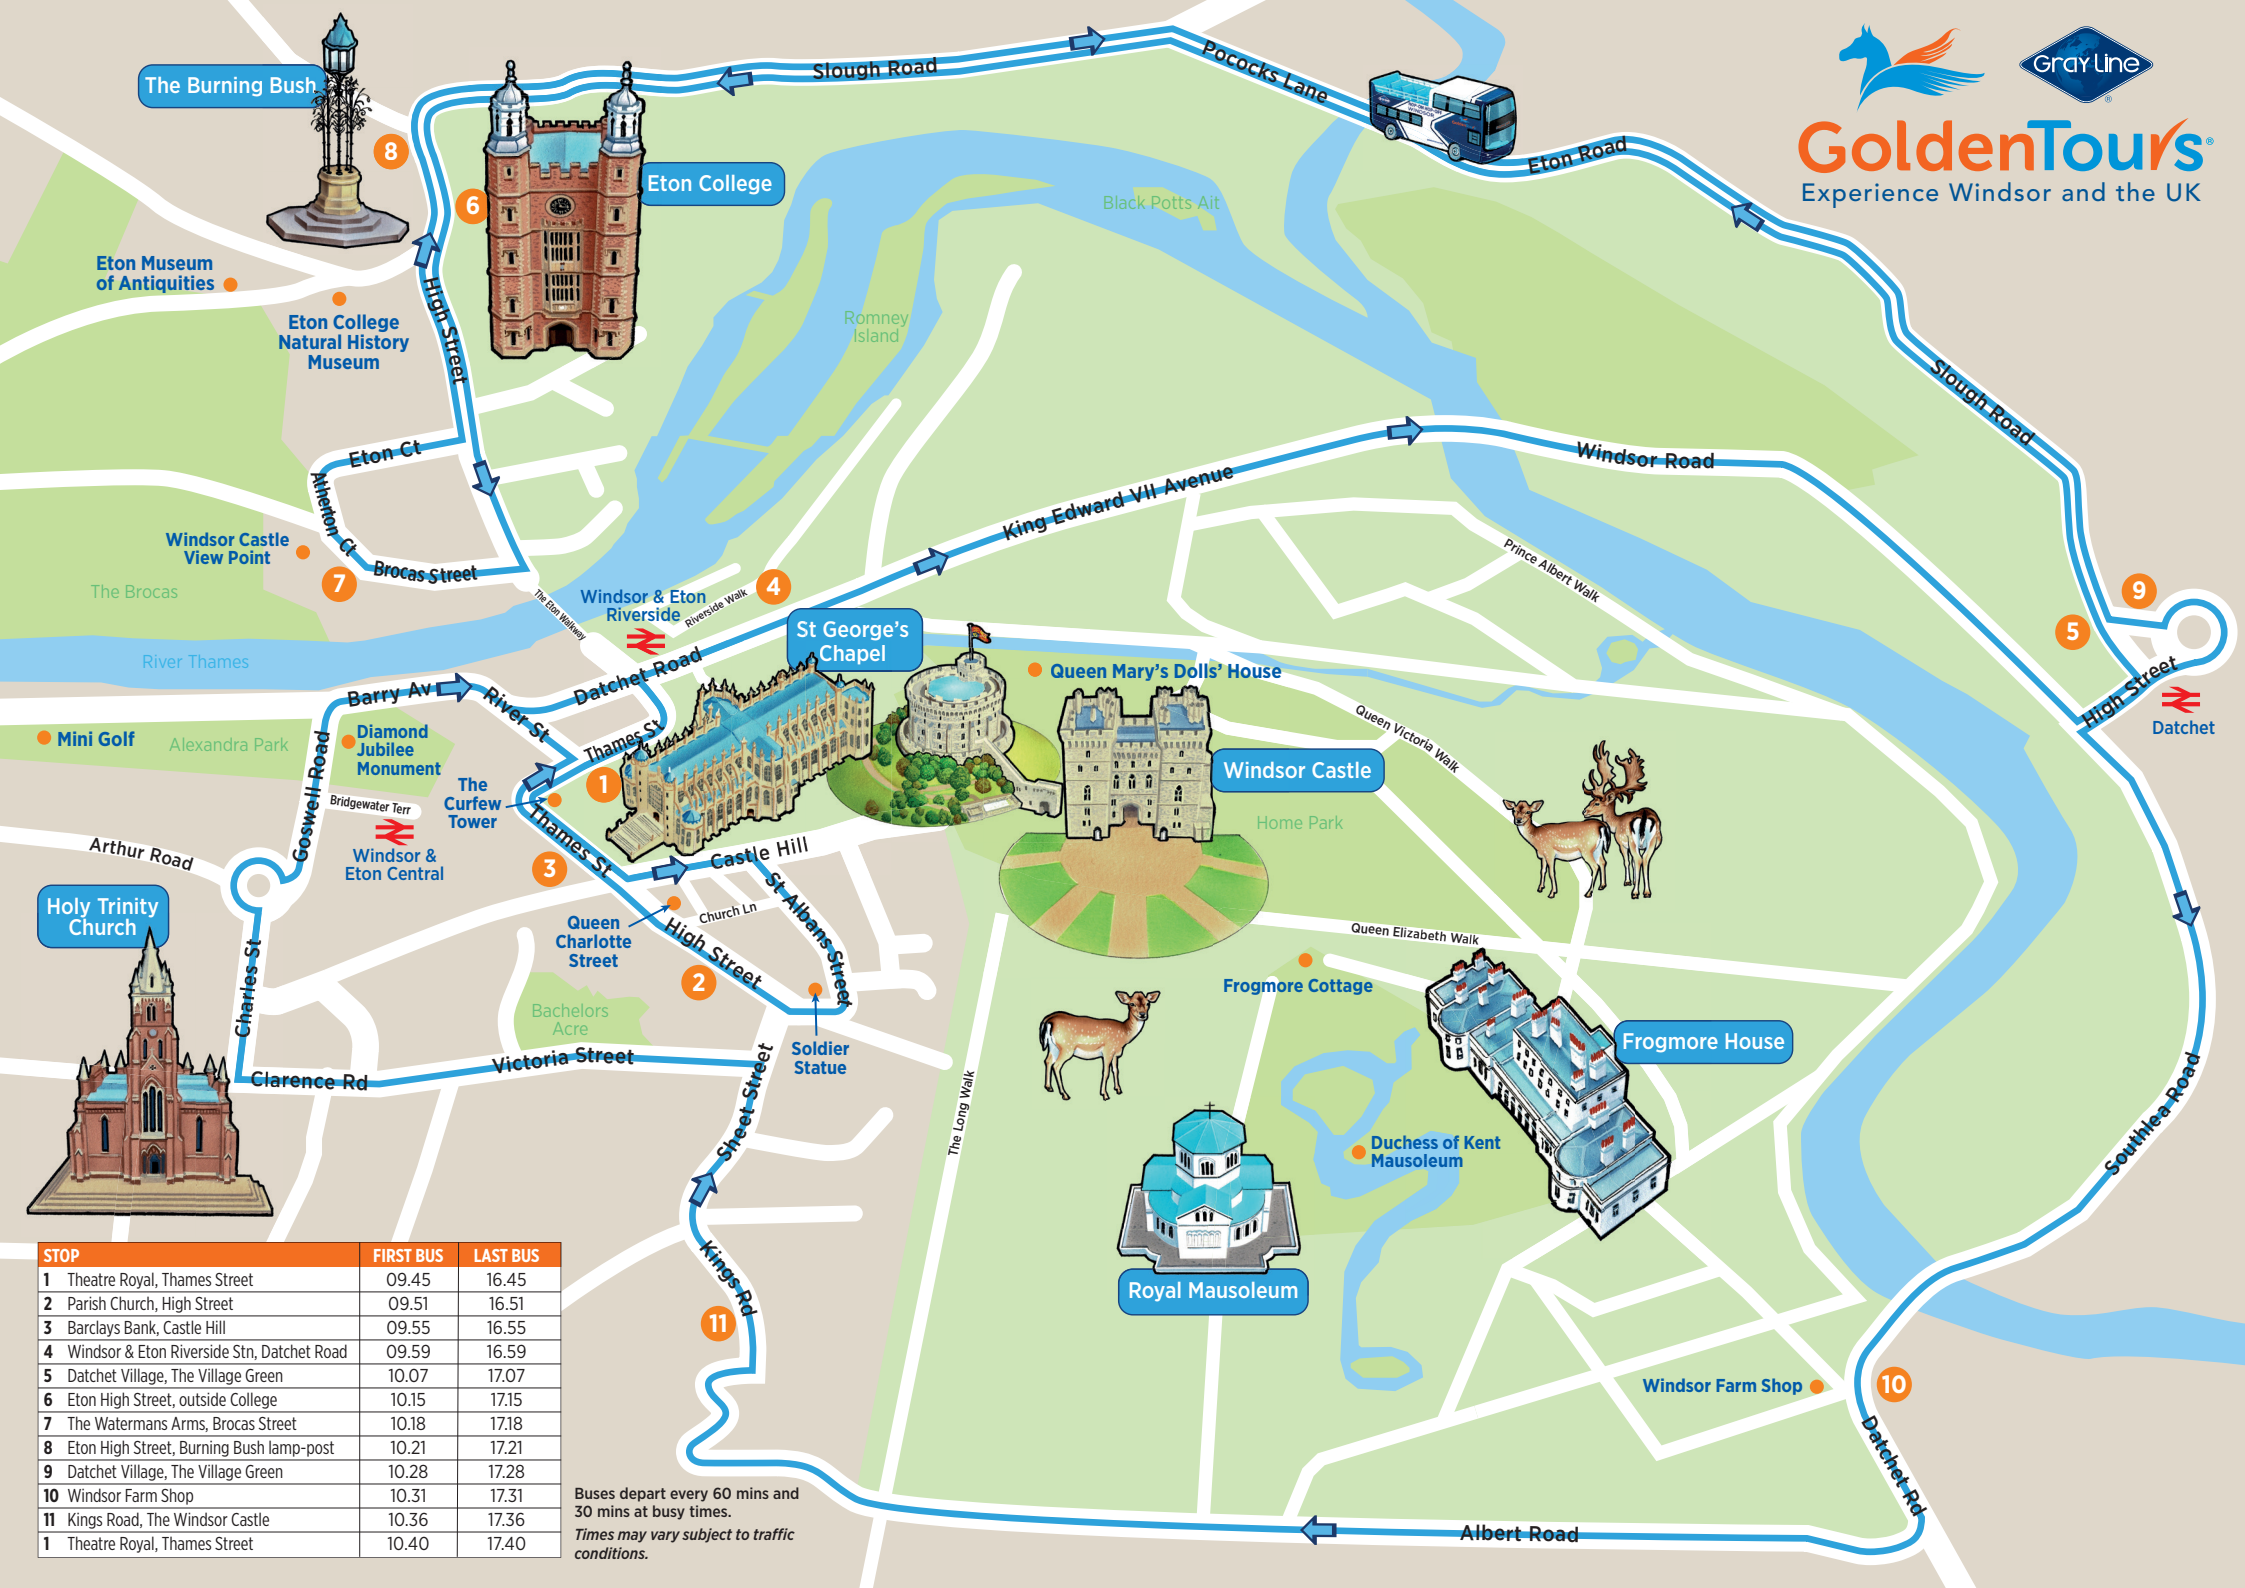 The Burning Bush
8
6
Eton College
Slough Road
Pococks Lane
Eton Road
Gray Line
®
GoldenTours®
Experience Windsor and the UK
Black Potts Ait
Eton Museum
of Antiquities
Eton College
Natural History
Museum
High Street
Romney
Island
Slough Road
Eton Ct
Atherton Ct
Brocas Street
Windsor Castle
View Point
7
The Brocas
River Thames
The Eton Walkway
Windsor & Eton
Riverside
Riverside Walk
4
King Edward VII Avenue
Windsor Road
Prince Albert Walk
9
5
High Street
Datchet
St George's
Chapel
Queen Mary's Dolls' House
Datchet Road
Barry Av
River St
Thames St
1
Mini Golf
Alexandra Park
Diamond
Jubilee
Monument
Goswell Road
Bridgewater Terr
The
Curfew
Tower
Thames St
3
Windsor &
Eton Central
Arthur Road
Queen Victoria Walk
Windsor Castle
Home Park
Castle Hill
St Albans Street
Church Ln
Queen
Charlotte
Street
High Street
2
Holy Trinity
Church
Charles St
Bachelors
Acre
Soldier
Statue
Victoria Street
Clarence Rd
Sheet Street
The Long Walk
Queen Elizabeth Walk
Frogmore Cottage
Frogmore House
Duchess of Kent
Mausoleum
Royal Mausoleum
Southlea Road
Kings Rd
11
Windsor Farm Shop
10
Datchet Rd
Albert Road
STOP FIRST BUS LAST BUS
1 Theatre Royal, Thames Street 09.45 16.45
2 Parish Church, High Street 09.51 16.51
3 Barclays Bank, Castle Hill 09.55 16.55
4 Windsor & Eton Riverside Stn, Datchet Road 09.59 16.59
5 Datchet Village, The Village Green 10.07 17.07
6 Eton High Street, outside College 10.15 17.15
7 The Watermans Arms, Brocas Street 10.18 17.18
8 Eton High Street, Burning Bush lamp-post 10.21 17.21
9 Datchet Village, The Village Green 10.28 17.28
10 Windsor Farm Shop 10.31 17.31
11 Kings Road, The Windsor Castle 10.36 17.36
1 Theatre Royal, Thames Street 10.40 17.40
Buses depart every 60 mins and
30 mins at busy times.
Times may vary subject to traffic
conditions.